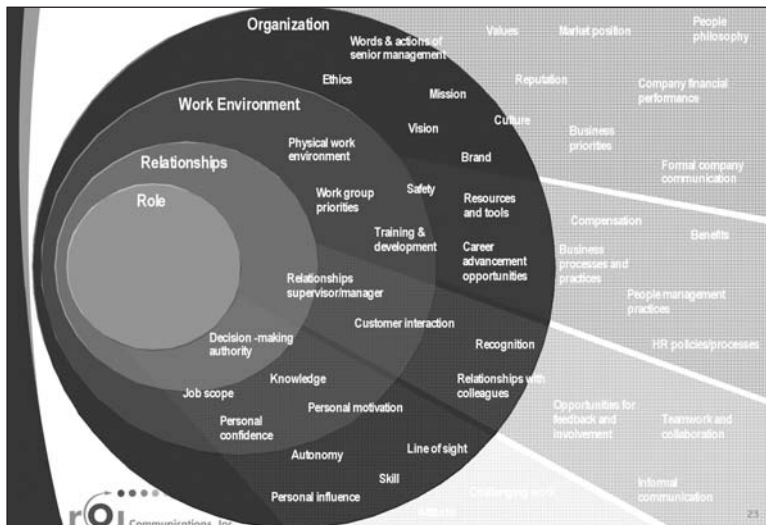 Organization
Words & actions of
senior management
Values
Market position
People
philosophy
Ethics
Mission
Reputation
Company financial
performance
Work Environment
Vision
Culture
Business
priorities
Physical work
environment
Brand
Formal company
communication
Relationships
Role
Work group
priorities
Safety
Resources
and tools
Compensation
Benefits
Training &
development
Career
advancement
opportunities
Business
processes and
practices
Relationships
supervisor/manager
People management
practices
Customer interaction
Decision -making
authority
Recognition
HR policies/processes
Knowledge
Relationships with
colleagues
Job scope
Personal motivation
Opportunities for
feedback and
involvement
Teamwork and
collaboration
Personal
confidence
Line of sight
Autonomy
Skill
Informal
communication
Personal influence
Challenging work
Attitude
roi
Communications, Inc.
23